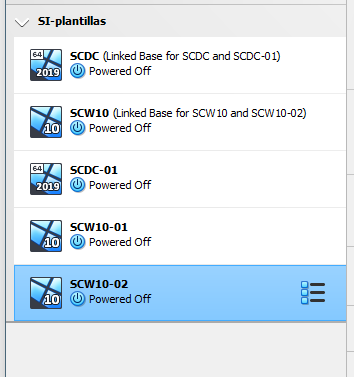 SI-plantillas
64
2019
SCDC (Linked Base for SCDC and SCDC-01)
Powered Off
10
SCW10 (Linked Base for SCW10 and SCW10-02)
Powered Off
64
2019
SCDC-01
Powered Off
10
SCW10-01
Powered Off
10
SCW10-02
Powered Off